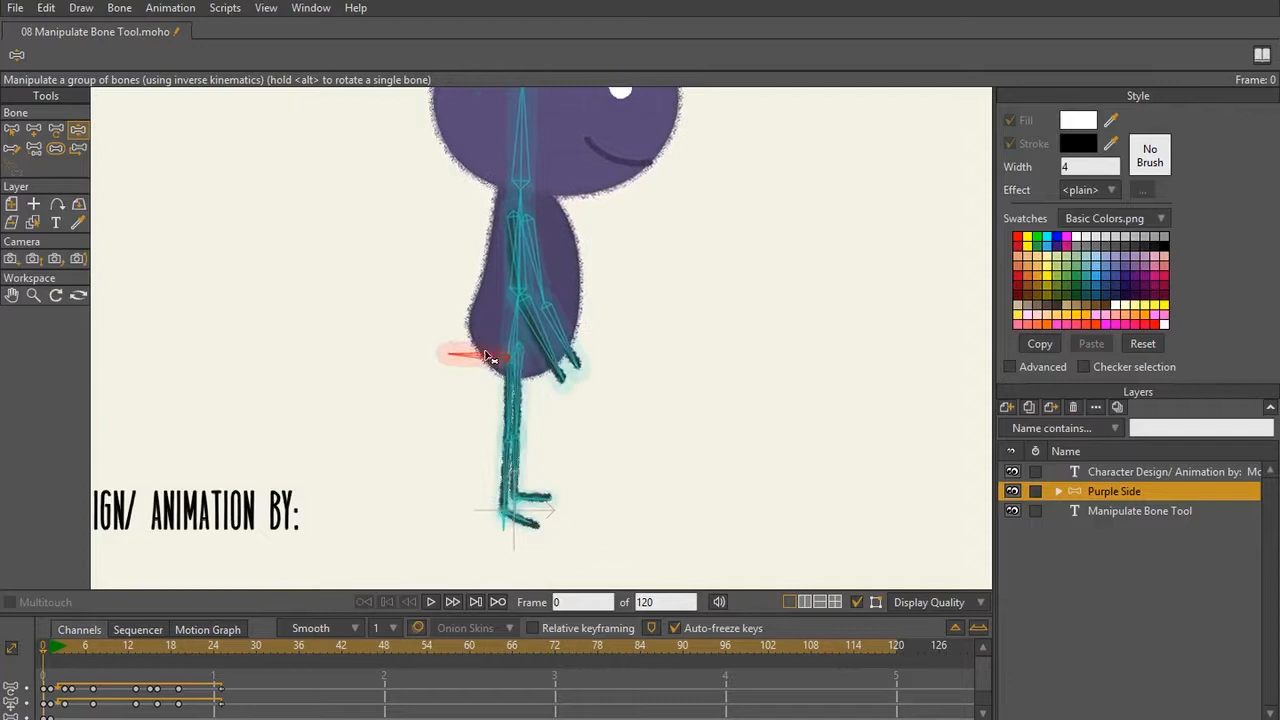 File Edit Draw Bone Animation Scripts View Window Help
08 Manipulate Bone Tool.moho
Manipulate a group of bones (using inverse kinematics) (hold <alt> to rotate a single bone) Frame: 0
Tools
Bone
Layer
Camera
Workspace
IGN/ ANIMATION BY:
Style
Fill
Stroke
No
Brush
Width 4
Effect <plain> ...
Swatches Basic Colors.png
Copy Paste Reset
Advanced Checker selection
Layers
Name contains...
Name
Character Design/ Animation by: Mo
Purple Side
Manipulate Bone Tool
Multitouch
Frame 0 of 120 Display Quality
Channels Sequencer Motion Graph Smooth 1 Onion Skins Relative keyframing Auto-freeze keys
0 6 12 18 24 30 36 42 48 54 60 66 72 78 84 90 96 102 108 114 120 126
0 1 2 3 4 5